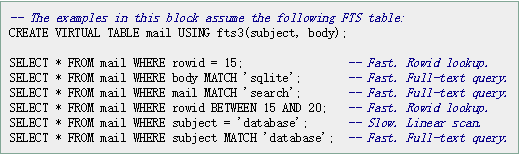 -- The examples in this block assume the following FTS table:
CREATE VIRTUAL TABLE mail USING fts3(subject, body);

SELECT * FROM mail WHERE rowid = 15; -- Fast. Rowid lookup.
SELECT * FROM mail WHERE body MATCH 'sqlite'; -- Fast. Full-text query.
SELECT * FROM mail WHERE mail MATCH 'search'; -- Fast. Full-text query.
SELECT * FROM mail WHERE rowid BETWEEN 15 AND 20; -- Fast. Rowid lookup.
SELECT * FROM mail WHERE subject = 'database'; -- Slow. Linear scan.
SELECT * FROM mail WHERE subject MATCH 'database'; -- Fast. Full-text query.